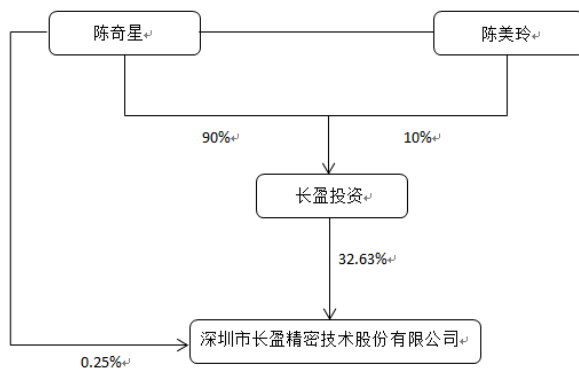 陈奇星
陈美玲
90%
10%
长盈投资
32.63%
深圳市长盈精密技术股份有限公司
0.25%